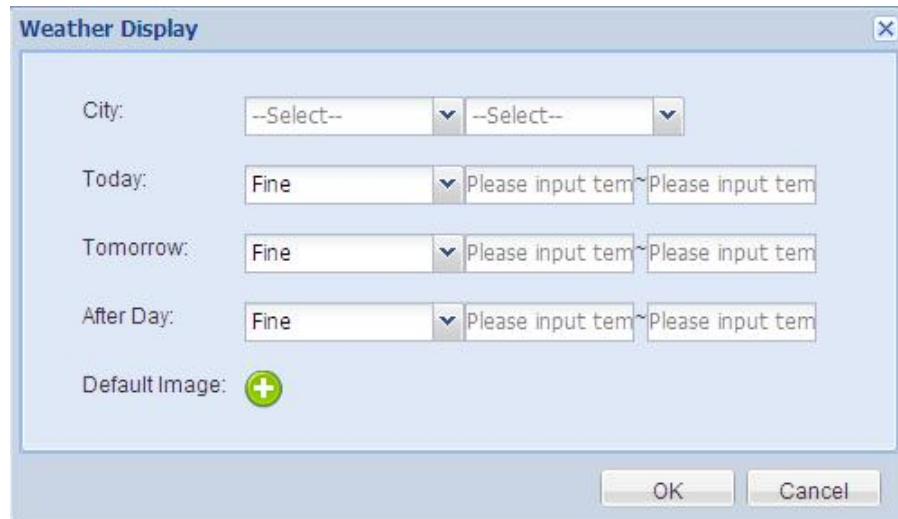 Weather Display
City: --Select-- --Select--
Today: Fine Please input tem ~ Please input tem
Tomorrow: Fine Please input tem ~ Please input tem
After Day: Fine Please input tem ~ Please input tem
Default Image:
OK Cancel